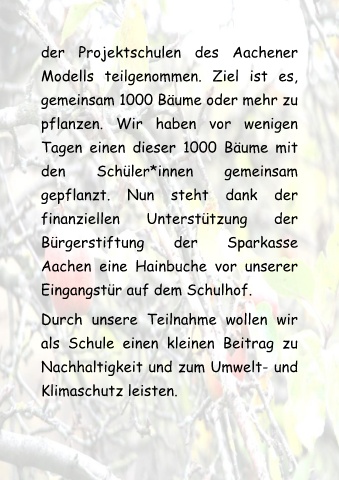 der Projektschulen des Aachener
Modells teilgenommen. Ziel ist es,
gemeinsam 1000 Bäume oder mehr zu
pflanzen. Wir haben vor wenigen
Tagen einen dieser 1000 Bäume mit
den Schüler*innen gemeinsam
gepflanzt. Nun steht dank der
finanziellen Unterstützung der
Bürgerstiftung der Sparkasse
Aachen eine Hainbuche vor unserer
Eingangstür auf dem Schulhof.
Durch unsere Teilnahme wollen wir
als Schule einen kleinen Beitrag zu
Nachhaltigkeit und zum Umwelt- und
Klimaschutz leisten.